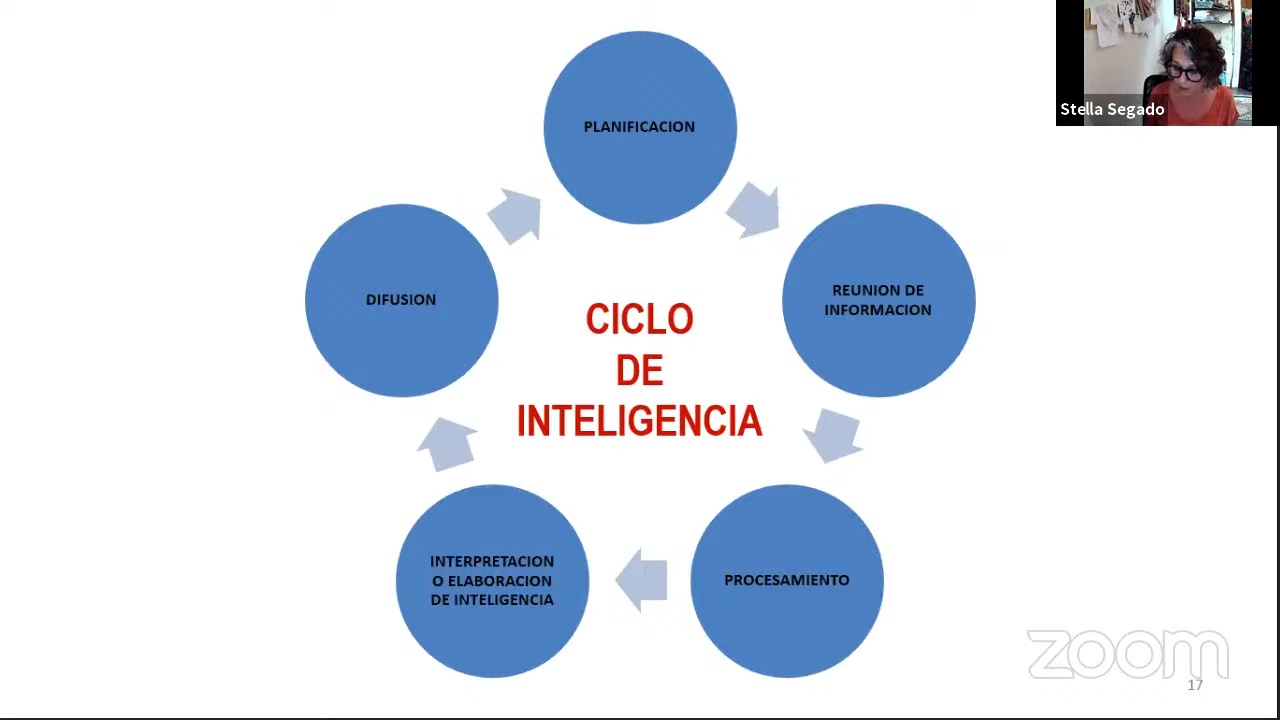 PLANIFICACION
Stella Segado
REUNION DE
INFORMACION
DIFUSION
CICLO
DE
INTELIGENCIA
INTERPRETACION
O ELABORACION
DE INTELIGENCIA
PROCESAMIENTO
zoom
17